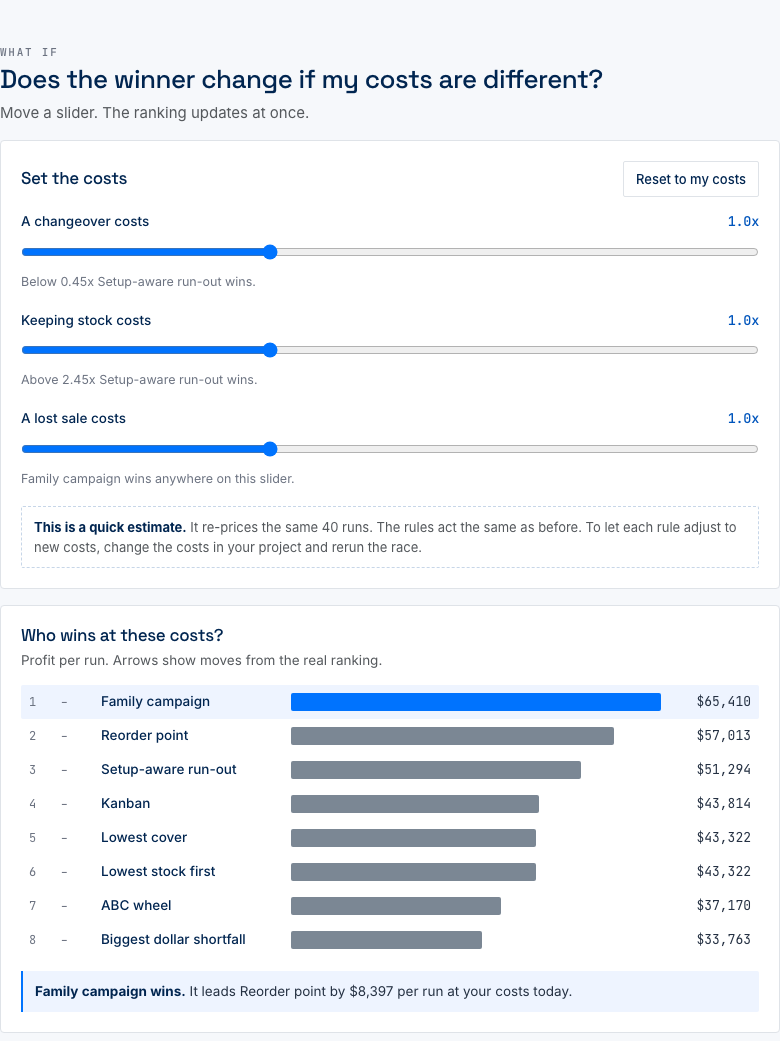 WHAT IF
Does the winner change if my costs are different?
Move a slider. The ranking updates at once.
Set the costs
Reset to my costs
A changeover costs
1.0x
Below 0.45x Setup-aware run-out wins.
Keeping stock costs
1.0x
Above 2.45x Setup-aware run-out wins.
A lost sale costs
1.0x
Family campaign wins anywhere on this slider.
This is a quick estimate. It re-prices the same 40 runs. The rules act the same as before. To let each rule adjust to
new costs, change the costs in your project and rerun the race.
Who wins at these costs?
Profit per run. Arrows show moves from the real ranking.
1 – Family campaign $65,410
2 – Reorder point $57,013
3 – Setup-aware run-out $51,294
4 – Kanban $43,814
5 – Lowest cover $43,322
6 – Lowest stock first $43,322
7 – ABC wheel $37,170
8 – Biggest dollar shortfall $33,763
Family campaign wins. It leads Reorder point by $8,397 per run at your costs today.